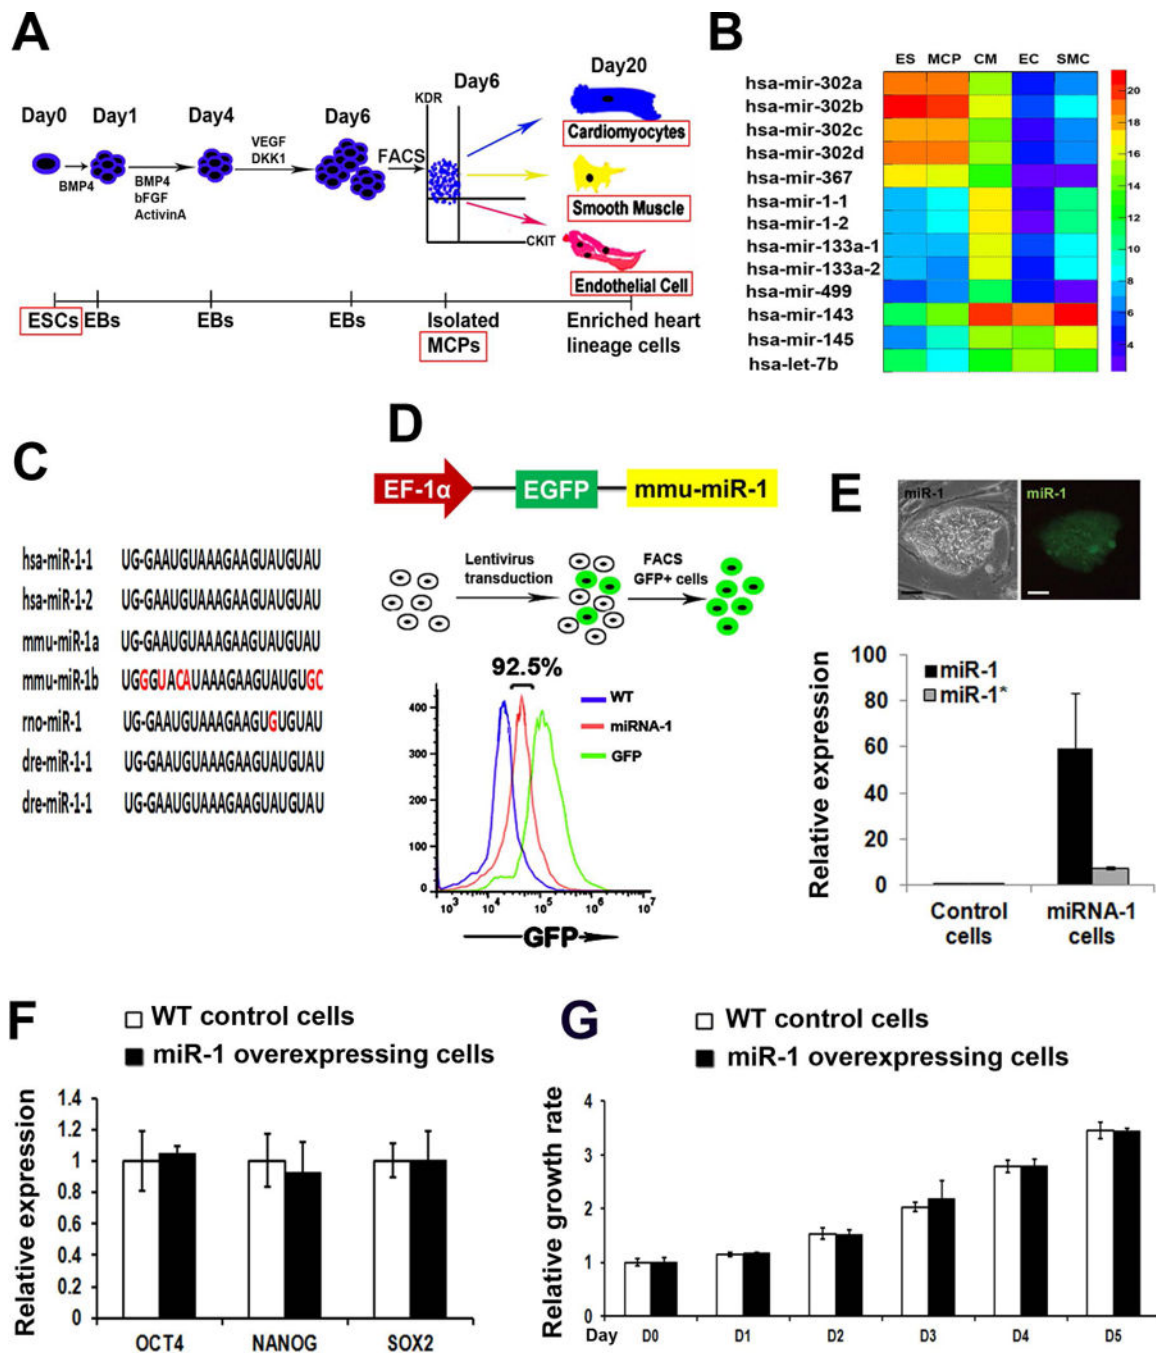 A
Day0
Day1
Day4
Day6
Day6
Day20
BMP4
BMP4
bFGF
ActivinA
VEGF
DKK1
FACS
KDR
CKIT
Cardiomyocytes
Smooth Muscle
Endothelial Cell
ESCs
EBs
EBs
EBs
Isolated
MCPs
Enriched heart
lineage cells
B
ES MCP CM EC SMC
hsa-mir-302a
hsa-mir-302b
hsa-mir-302c
hsa-mir-302d
hsa-mir-367
hsa-mir-1-1
hsa-mir-1-2
hsa-mir-133a-1
hsa-mir-133a-2
hsa-mir-499
hsa-mir-143
hsa-mir-145
hsa-let-7b
20
18
16
14
12
10
8
6
4
C
hsa-miR-1-1 UG-GAAUGUAAAGAAGUAUGUAU
hsa-miR-1-2 UG-GAAUGUAAAGAAGUAUGUAU
mmu-miR-1a UG-GAAUGUAAAGAAGUAUGUAU
mmu-miR-1b UGGGUACAUAAAGAAGUAUGUGC
rno-miR-1 UG-GAAUGUAAAGAAGUGUGUAU
dre-miR-1-1 UG-GAAUGUAAAGAAGUAUGUAU
dre-miR-1-1 UG-GAAUGUAAAGAAGUAUGUAU
D
EF-1α
EGFP
mmu-miR-1
Lentivirus
transduction
FACS
GFP+ cells
92.5%
WT
miRNA-1
GFP
400
300
200
100
0
10³ 10⁴ 10⁵ 10⁶ 10⁷
GFP
E
miR-1
miR-1
miR-1
miR-1*
Relative expression
100
80
60
40
20
0
Control
cells
miRNA-1
cells
F
WT control cells
miR-1 overexpressing cells
Relative expression
1.4
1.2
1
0.8
0.6
0.4
0.2
0
OCT4 NANOG SOX2
G
WT control cells
miR-1 overexpressing cells
Relative growth rate
4
3
2
1
0
Day D0 D1 D2 D3 D4 D5